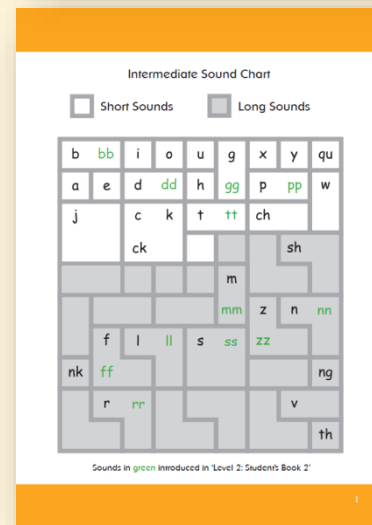 Intermediate Sound Chart
Short Sounds Long Sounds
b bb i o u g x y qu
a e d dd h gg p pp w
j c k t tt ch
ck sh
m
mm z n nn
f l ll s ss zz
nk ff ng
r rr v
th
Sounds in green introduced in 'Level 2: Student's Book 2'
1